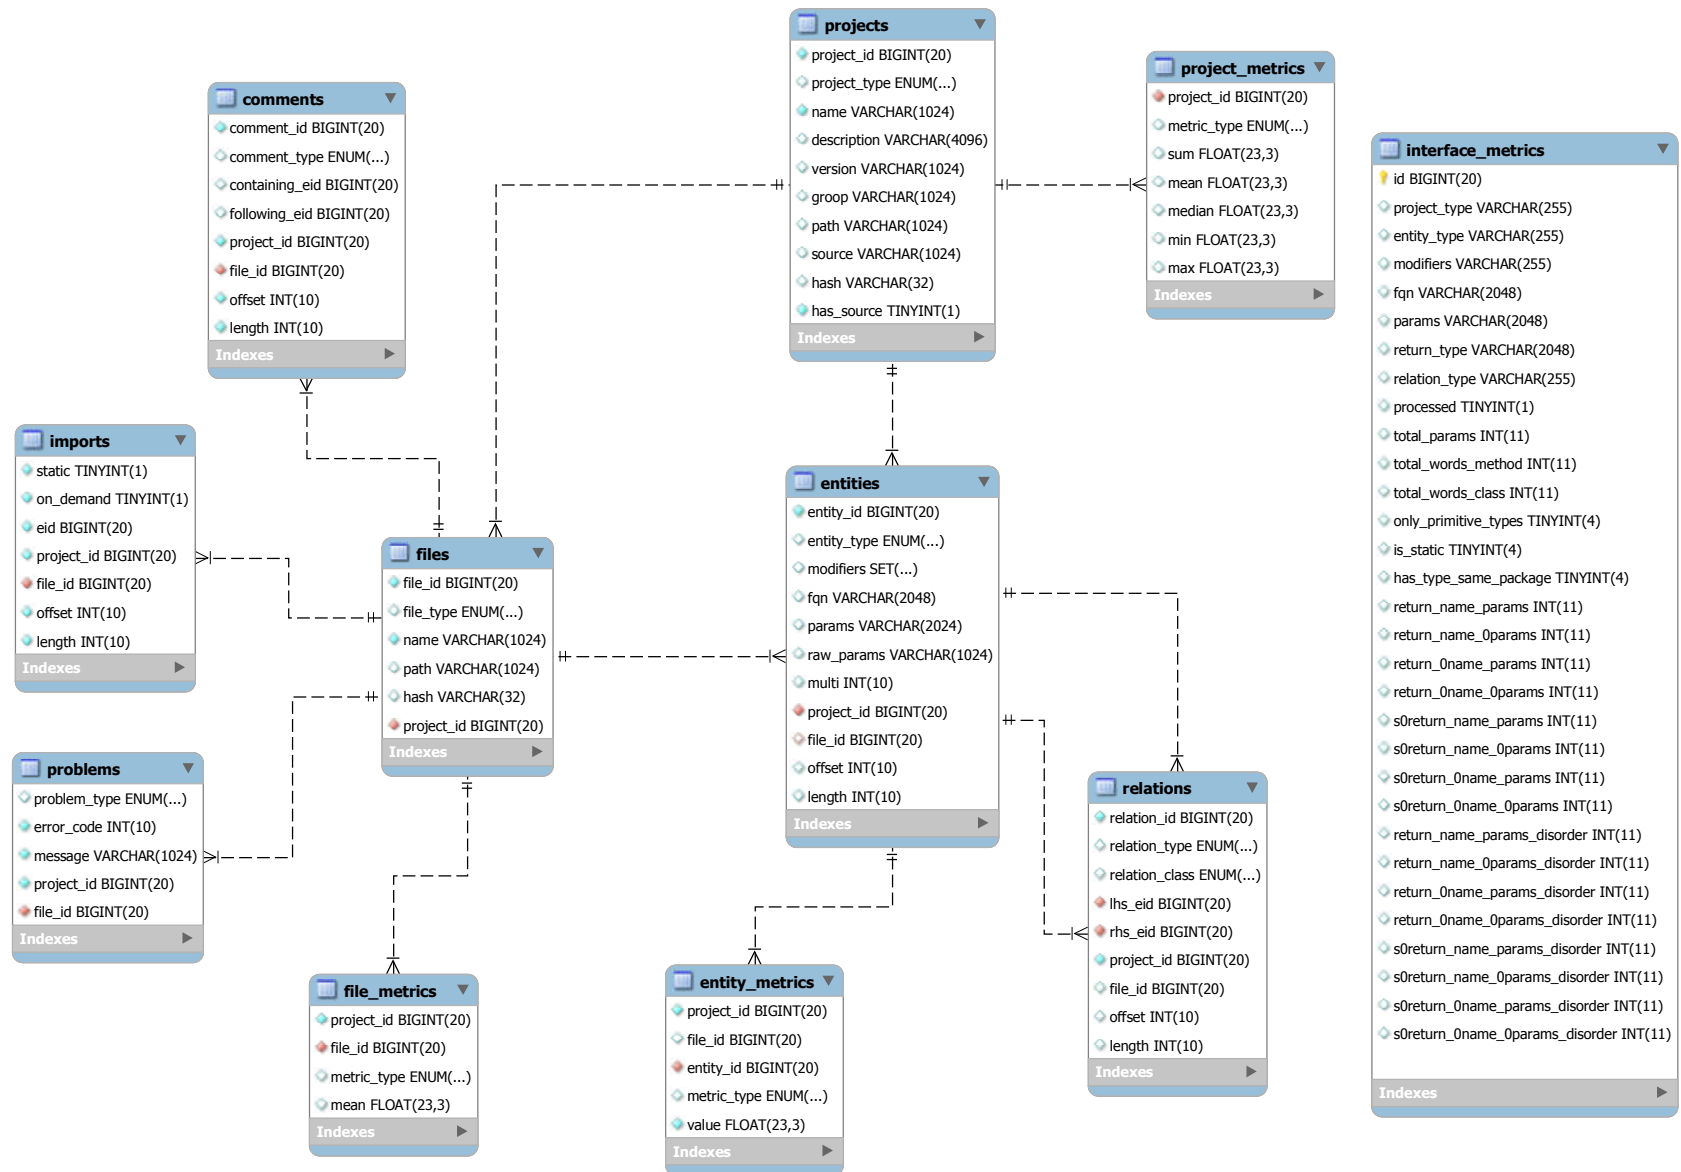 projects
project_id BIGINT(20)
project_type ENUM(...)
name VARCHAR(1024)
description VARCHAR(4096)
version VARCHAR(1024)
groop VARCHAR(1024)
path VARCHAR(1024)
source VARCHAR(1024)
hash VARCHAR(32)
has_source TINYINT(1)
Indexes
project_metrics
project_id BIGINT(20)
metric_type ENUM(...)
sum FLOAT(23,3)
mean FLOAT(23,3)
median FLOAT(23,3)
min FLOAT(23,3)
max FLOAT(23,3)
Indexes
comments
comment_id BIGINT(20)
comment_type ENUM(...)
containing_eid BIGINT(20)
following_eid BIGINT(20)
project_id BIGINT(20)
file_id BIGINT(20)
offset INT(10)
length INT(10)
Indexes
interface_metrics
id BIGINT(20)
project_type VARCHAR(255)
entity_type VARCHAR(255)
modifiers VARCHAR(255)
fqn VARCHAR(2048)
params VARCHAR(2048)
return_type VARCHAR(2048)
relation_type VARCHAR(255)
processed TINYINT(1)
total_params INT(11)
total_words_method INT(11)
total_words_class INT(11)
only_primitive_types TINYINT(4)
is_static TINYINT(4)
has_type_same_package TINYINT(4)
return_name_params INT(11)
return_name_0params INT(11)
return_0name_params INT(11)
return_0name_0params INT(11)
s0return_name_params INT(11)
s0return_name_0params INT(11)
s0return_0name_params INT(11)
s0return_0name_0params INT(11)
return_name_params_disorder INT(11)
return_name_0params_disorder INT(11)
return_0name_params_disorder INT(11)
return_0name_0params_disorder INT(11)
s0return_name_params_disorder INT(11)
s0return_name_0params_disorder INT(11)
s0return_0name_params_disorder INT(11)
s0return_0name_0params_disorder INT(11)
Indexes
imports
static TINYINT(1)
on_demand TINYINT(1)
eid BIGINT(20)
project_id BIGINT(20)
file_id BIGINT(20)
offset INT(10)
length INT(10)
Indexes
files
file_id BIGINT(20)
file_type ENUM(...)
name VARCHAR(1024)
path VARCHAR(1024)
hash VARCHAR(32)
project_id BIGINT(20)
Indexes
entities
entity_id BIGINT(20)
entity_type ENUM(...)
modifiers SET(...)
fqn VARCHAR(2048)
params VARCHAR(2024)
raw_params VARCHAR(1024)
multi INT(10)
project_id BIGINT(20)
file_id BIGINT(20)
offset INT(10)
length INT(10)
Indexes
problems
problem_type ENUM(...)
error_code INT(10)
message VARCHAR(1024)
project_id BIGINT(20)
file_id BIGINT(20)
Indexes
relations
relation_id BIGINT(20)
relation_type ENUM(...)
relation_class ENUM(...)
lhs_eid BIGINT(20)
rhs_eid BIGINT(20)
project_id BIGINT(20)
file_id BIGINT(20)
offset INT(10)
length INT(10)
Indexes
file_metrics
project_id BIGINT(20)
file_id BIGINT(20)
metric_type ENUM(...)
mean FLOAT(23,3)
Indexes
entity_metrics
project_id BIGINT(20)
file_id BIGINT(20)
entity_id BIGINT(20)
metric_type ENUM(...)
value FLOAT(23,3)
Indexes